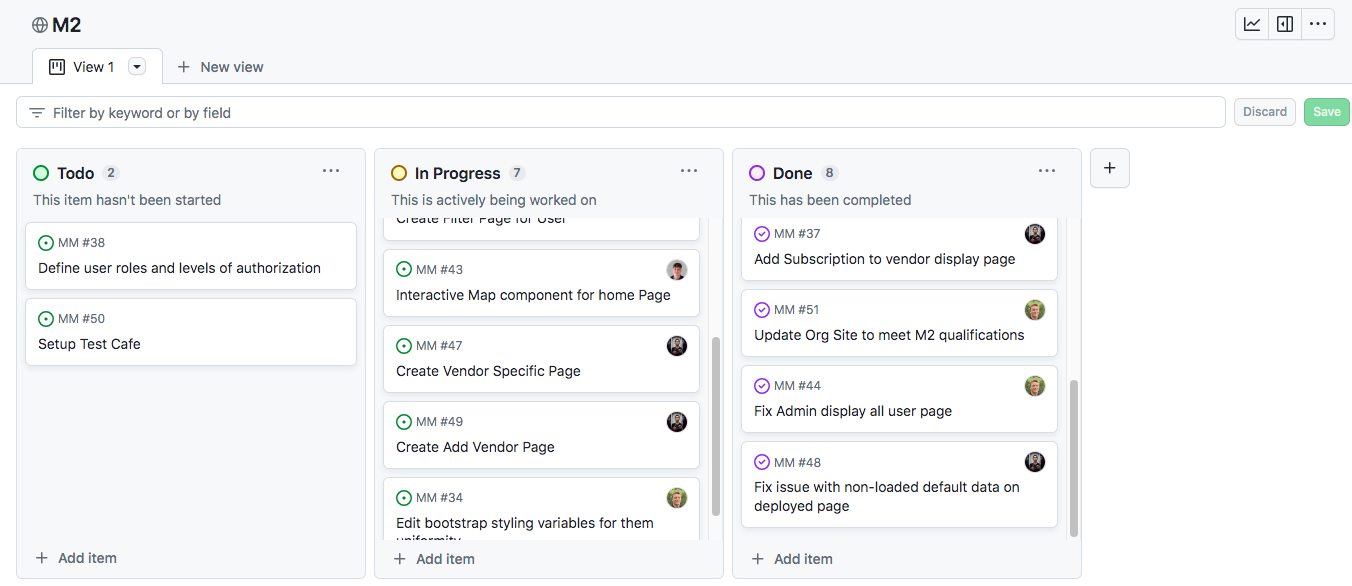 M2
View 1
New view
Filter by keyword or by field
Discard
Save
Todo 2
This item hasn't been started
MM #38
Define user roles and levels of authorization
MM #50
Setup Test Cafe
Add item
In Progress 7
This is actively being worked on
Create Filter Page for User
MM #43
Interactive Map component for home Page
MM #47
Create Vendor Specific Page
MM #49
Create Add Vendor Page
MM #34
Edit bootstrap styling variables for them
uniformity
Add item
Done 8
This has been completed
MM #37
Add Subscription to vendor display page
MM #51
Update Org Site to meet M2 qualifications
MM #44
Fix Admin display all user page
MM #48
Fix issue with non-loaded default data on
deployed page
Add item